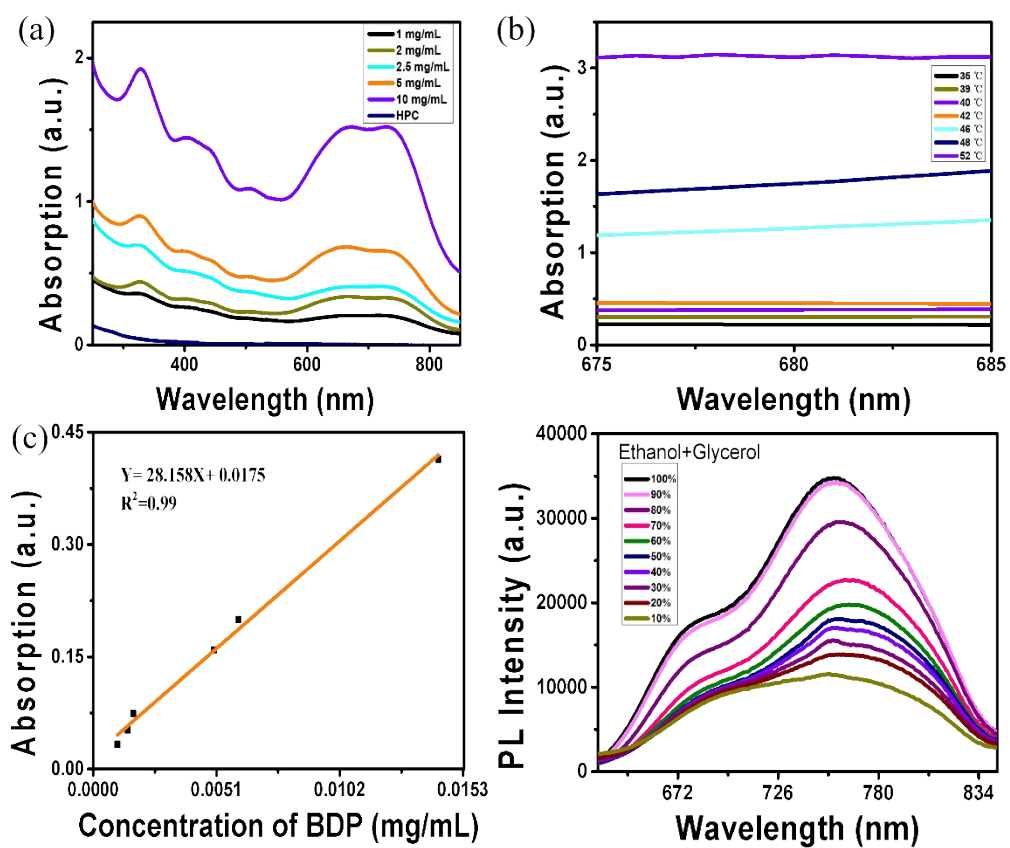 (a)
2
1
0
Absorption (a.u.)
1 mg/mL
2 mg/mL
2.5 mg/mL
5 mg/mL
10 mg/mL
HPC
400
600
800
Wavelength (nm)
(b)
3
2
1
0
Absorption (a.u.)
36 ℃
39 ℃
40 ℃
42 ℃
46 ℃
48 ℃
52 ℃
675
680
685
Wavelength (nm)
(c)
0.45
0.30
0.15
0.00
Absorption (a.u.)
Y= 28.158X+ 0.0175
R²=0.99
0.0000
0.0051
0.0102
0.0153
Concentration of BDP (mg/mL)
40000
30000
20000
10000
0
PL Intensity (a.u.)
Ethanol+Glycerol
100%
90%
80%
70%
60%
50%
40%
30%
20%
10%
672
726
780
834
Wavelength (nm)